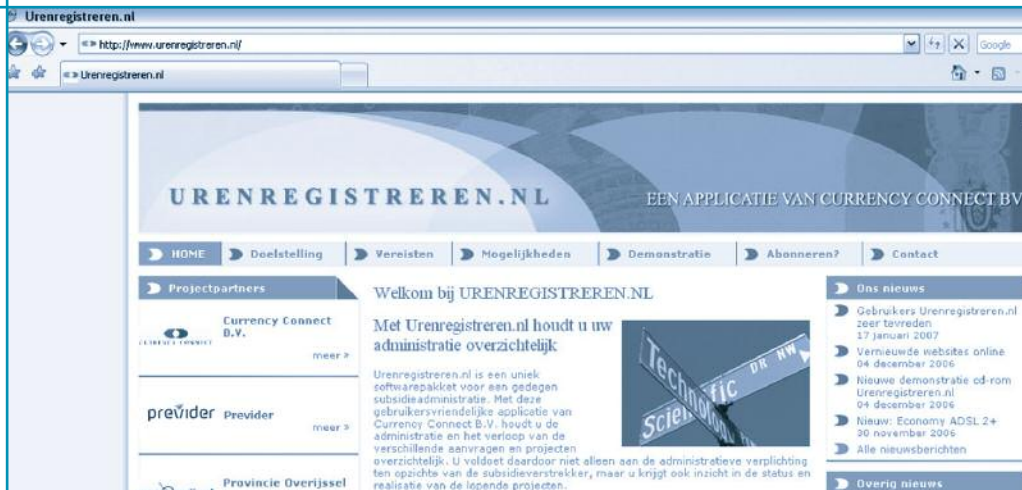 Urenregistreren.nl
http://www.urenregistreren.nl/
Google
Urenregistreren.nl
URENREGISTREREN.NL
EEN APPLICATIE VAN CURRENCY CONNECT BV
HOME
Doelstelling
Vereisten
Mogelijkheden
Demonstratie
Abonneren?
Contact
Projectpartners
CURRENCY CONNECT
Currency Connect
B.V.
meer >
previder
Previder
meer >
Provincie Overijssel
Welkom bij URENREGISTREREN.NL
Met Urenregistreren.nl houdt u uw
administratie overzichtelijk
Urenregistreren.nl is een uniek
softwarepakket voor een gedegen
subsidieadministratie. Met deze
gebruikersvriendelijke applicatie van
Currency Connect B.V. houdt u de
administratie en het verloop van de
verschillende aanvragen en projecten
overzichtelijk. U voldoet daardoor niet alleen aan de administratieve verplichting
ten opzichte van de subsidieverstrekker, maar u krijgt ook inzicht in de status en
realisatie van de lopende projecten.
DR NW
Ons nieuws
Gebruikers Urenregistreren.nl
zeer tevreden
17 januari 2007
Vernieuwde websites online
04 december 2006
Nieuwe demonstratie cd-rom
Urenregistreren.nl
04 december 2006
Nieuw: Economy ADSL 2+
30 november 2006
Alle nieuwsberichten
Overig nieuws